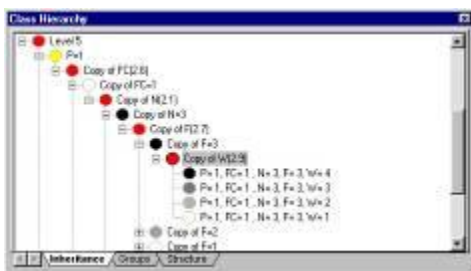 Class Hierarchy
Level 5
P=1
Copy of FC(2.6)
Copy of FC=1
Copy of N(2.1)
Copy of N=3
Copy of F(2.7)
Copy of F=3
Copy of W(2.9)
P= 1, FC= 1 , N= 3, F= 3, W= 4
P= 1, FC= 1 , N= 3, F= 3, W= 3
P= 1, FC= 1 , N= 3, F= 3, W= 2
P= 1, FC= 1 , N= 3, F= 3, W= 1
Copy of F=2
Copy of F=1
Inheritance Groups Structure